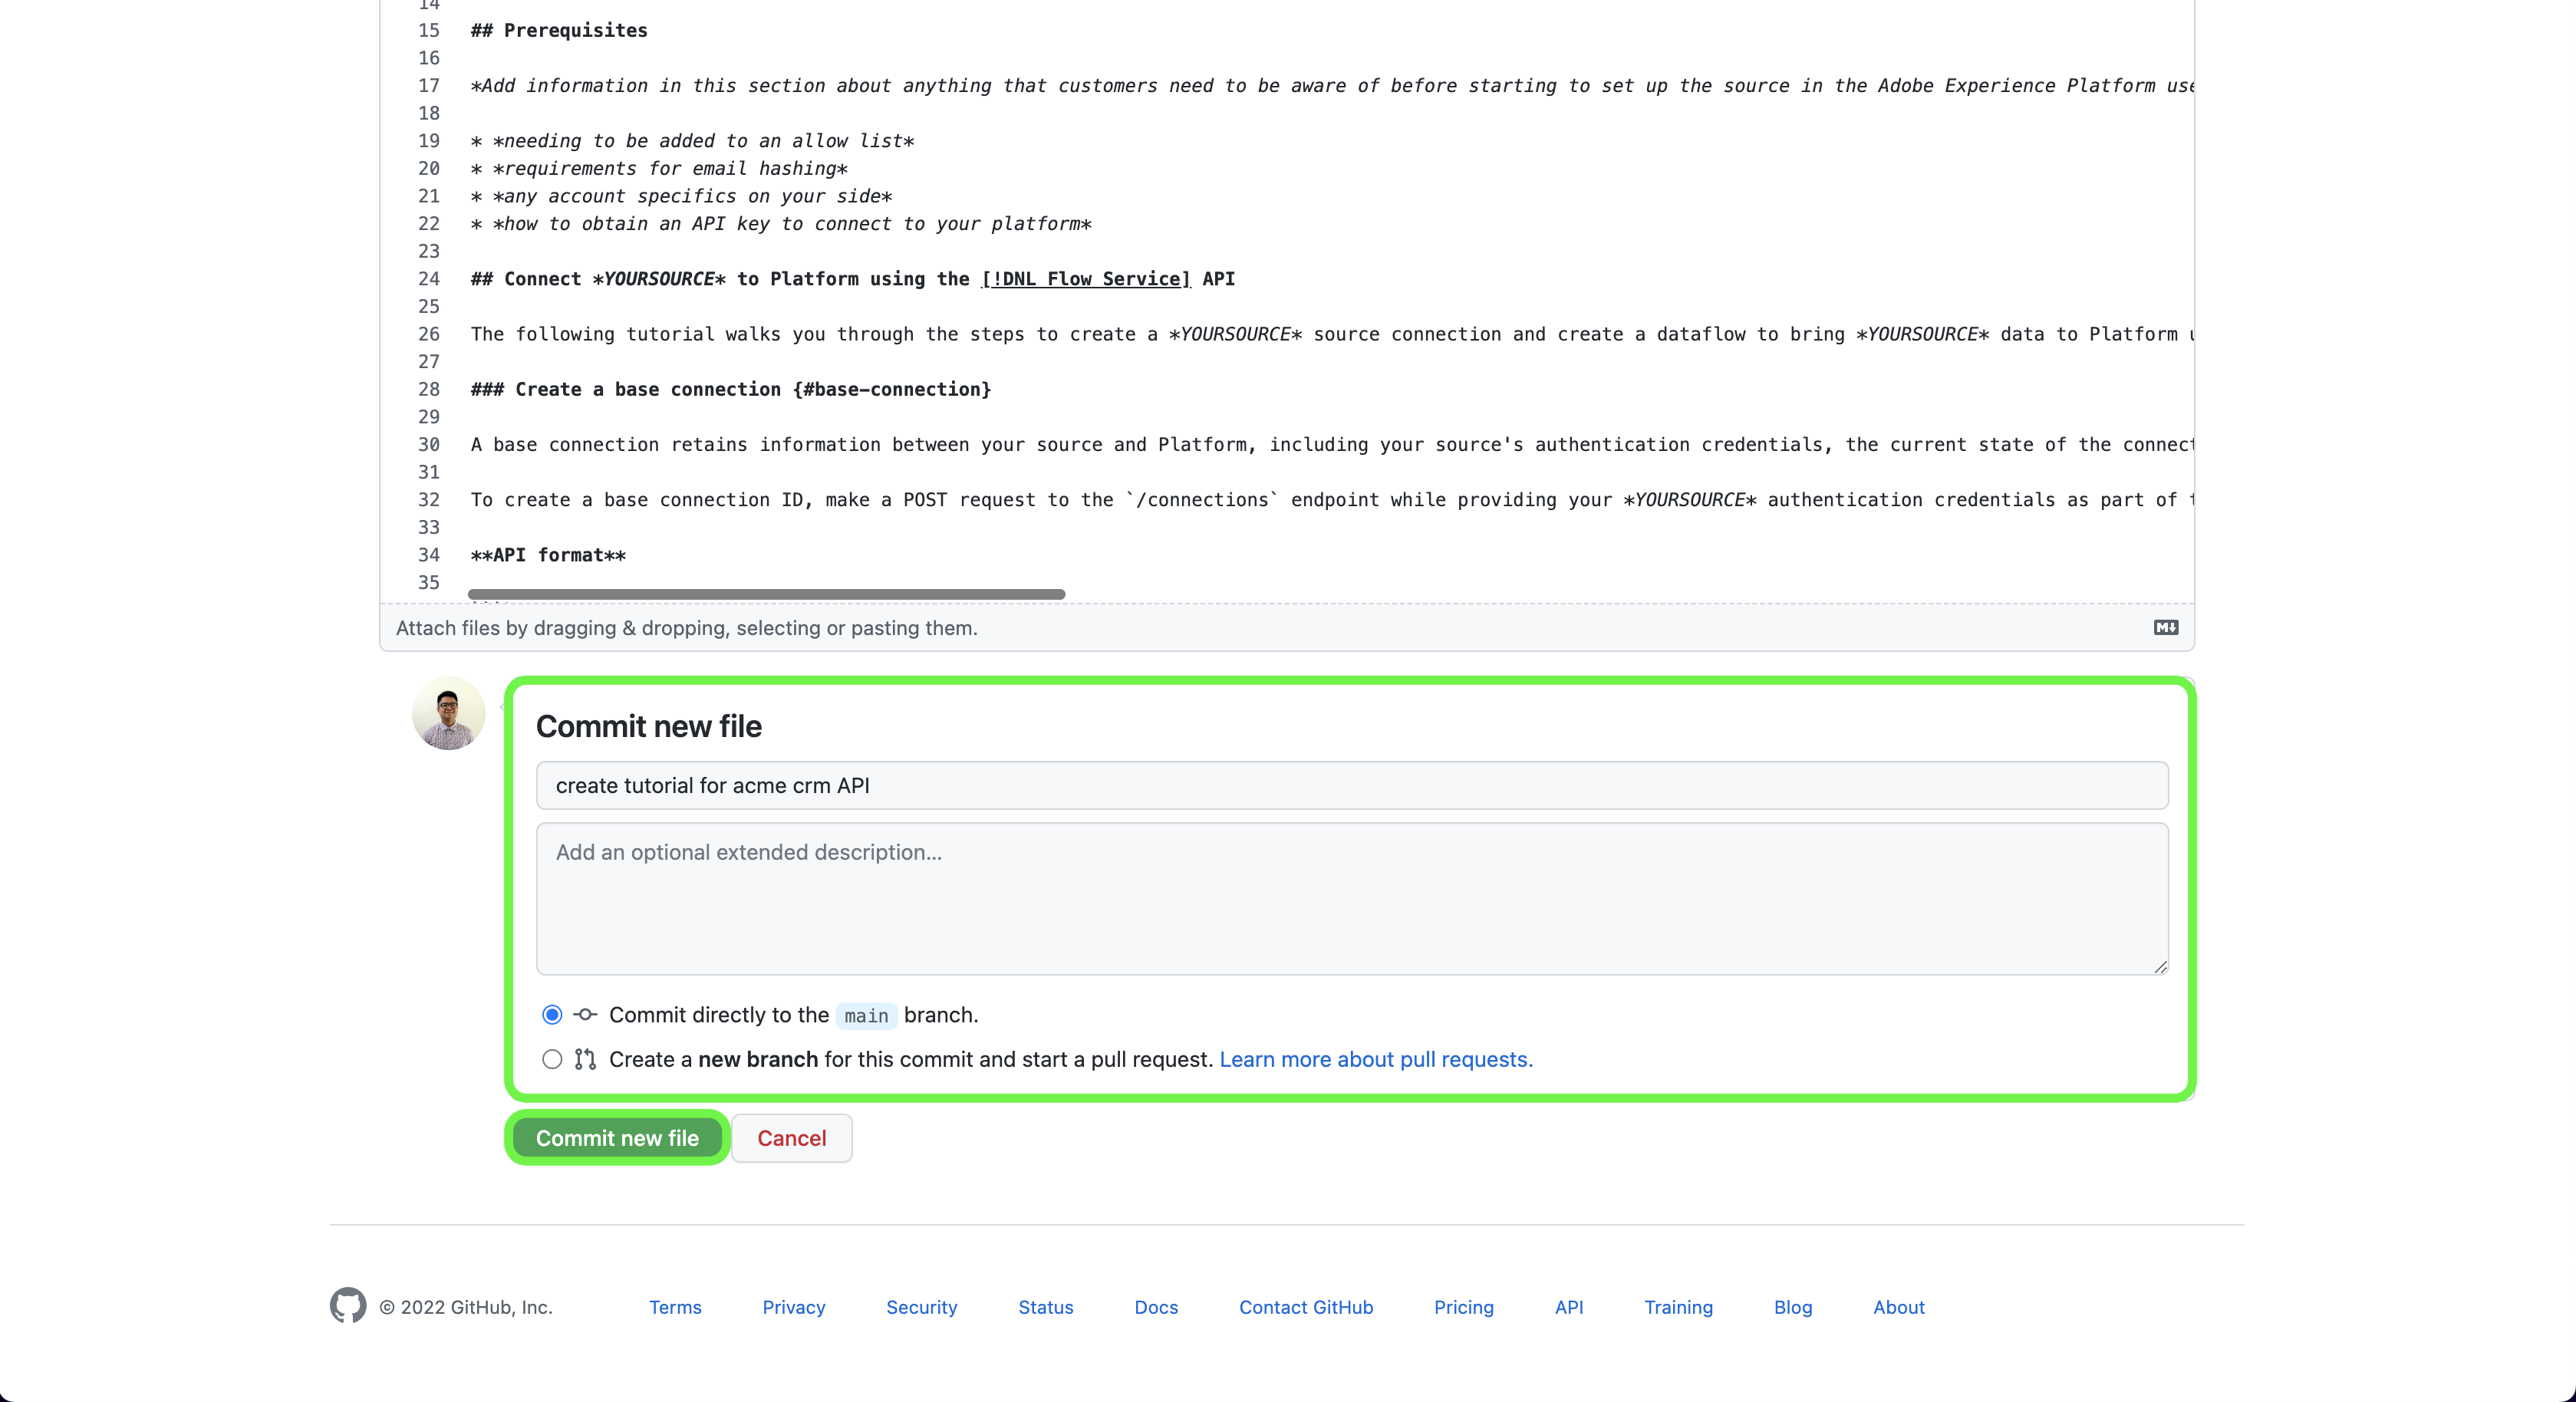 14
15 ## Prerequisites
16
17 *Add information in this section about anything that customers need to be aware of before starting to set up the source in the Adobe Experience Platform use
18
19 * *needing to be added to an allow list*
20 * *requirements for email hashing*
21 * *any account specifics on your side*
22 * *how to obtain an API key to connect to your platform*
23
24 ## Connect *YOURSOURCE* to Platform using the [!DNL Flow Service] API
25
26 The following tutorial walks you through the steps to create a *YOURSOURCE* source connection and create a dataflow to bring *YOURSOURCE* data to Platform u
27
28 ### Create a base connection {#base-connection}
29
30 A base connection retains information between your source and Platform, including your source's authentication credentials, the current state of the connect
31
32 To create a base connection ID, make a POST request to the `/connections` endpoint while providing your *YOURSOURCE* authentication credentials as part of t
33
34 **API format**
35
Attach files by dragging & dropping, selecting or pasting them.
Commit new file
create tutorial for acme crm API
Add an optional extended description...
Commit directly to the main branch.
Create a new branch for this commit and start a pull request. Learn more about pull requests.
Commit new file Cancel
© 2022 GitHub, Inc. Terms Privacy Security Status Docs Contact GitHub Pricing API Training Blog About